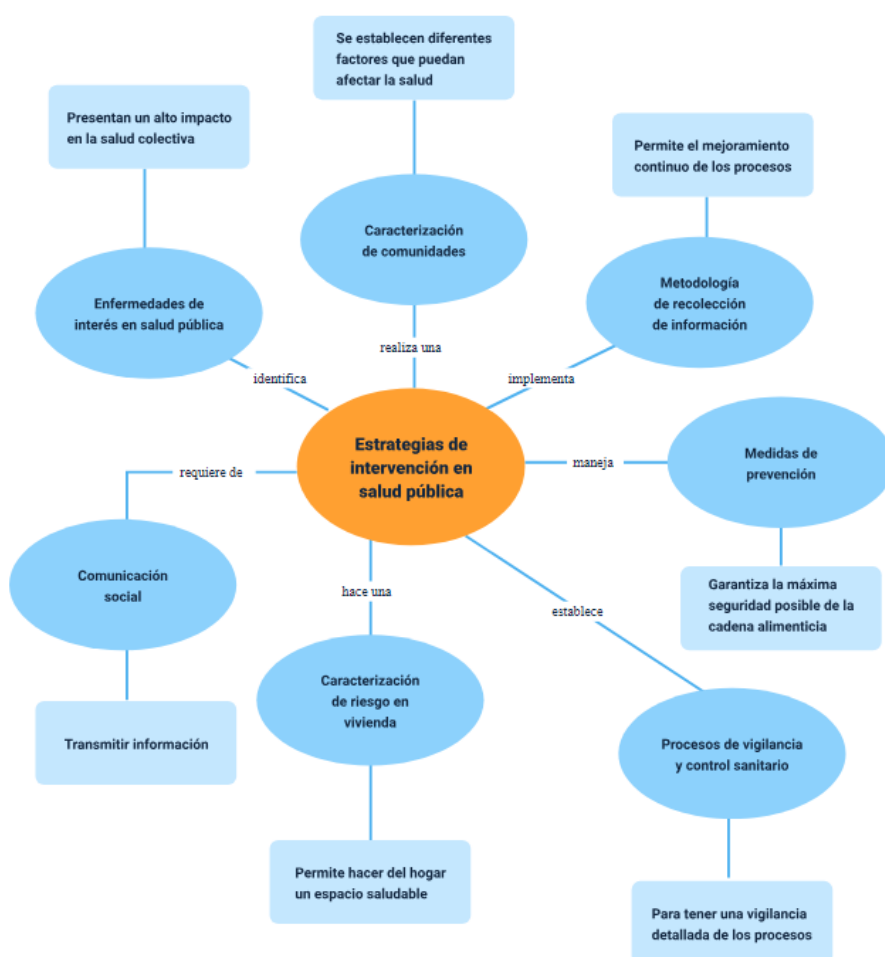 Se establecen diferentes
factores que puedan
afectar la salud
Presentan un alto impacto
en la salud colectiva
Permite el mejoramiento
continuo de los procesos
Caracterización
de comunidades
Metodología
de recolección
de información
Enfermedades de
interés en salud pública
realiza una
identifica
implementa
Estrategias de
intervención en
salud pública
maneja
Medidas de
prevención
requiere de
Comunicación
social
hace una
Garantiza la máxima
seguridad posible de la
cadena alimenticia
establece
Caracterización
de riesgo en
vivienda
Transmitir información
Procesos de vigilancia
y control sanitario
Permite hacer del hogar
un espacio saludable
Para tener una vigilancia
detallada de los procesos